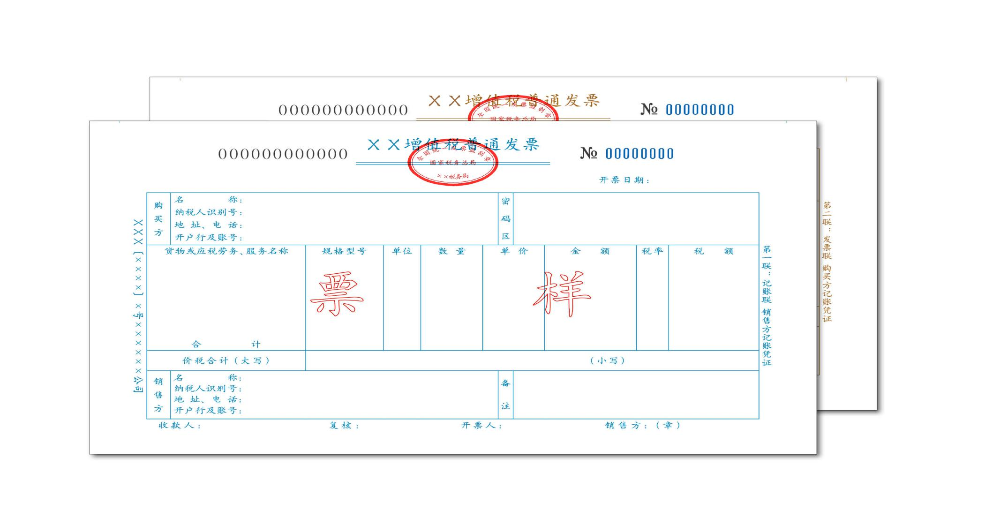 ××增值税普通发票
000000000000
№ 00000000
全国统一发票监制章
国家税务总局
第二联：发票联 购买方记账凭证
××增值税普通发票
000000000000
№ 00000000
全国统一发票监制章
国家税务总局
××税务局
开票日期：
购买方
名称：
纳税人识别号：
地址、电话：
开户行及账号：
密码区
货物或应税劳务、服务名称 规格型号 单位 数量 单价 金额 税率 税额
票样
合计
价税合计（大写） （小写）
销售方
名称：
纳税人识别号：
地址、电话：
开户行及账号：
备注
收款人： 复核： 开票人： 销售方：（章）
×××〔××××〕×号××××××公司
第一联：记账联 销售方记账凭证